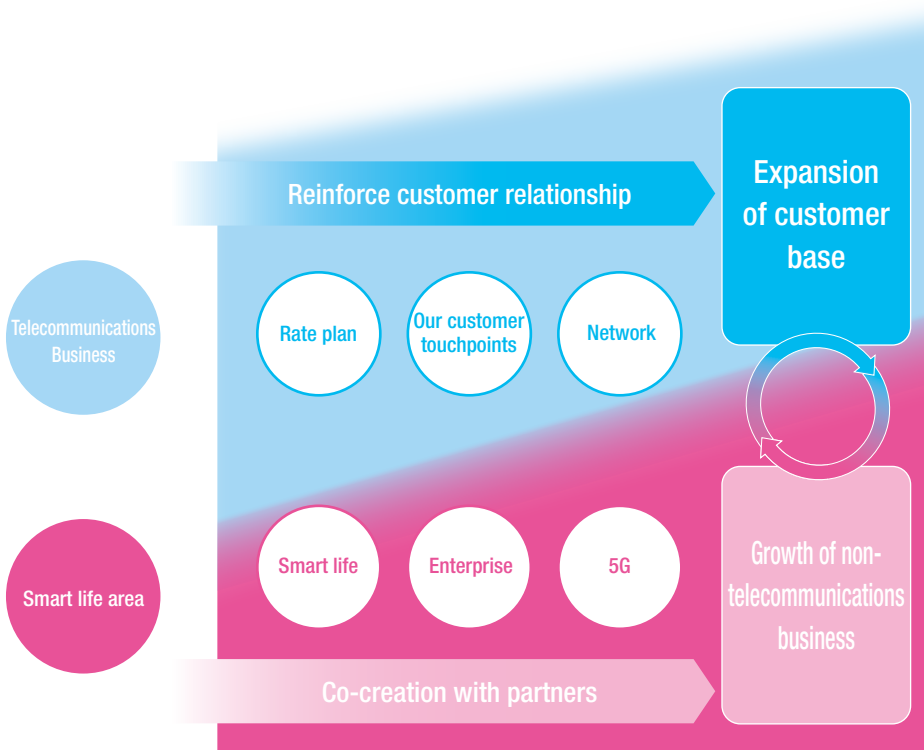 Reinforce customer relationship
Expansion
of customer
base
Telecommunications
Business
Rate plan
Our customer
touchpoints
Network
Smart life area
Smart life
Enterprise
5G
Growth of non-
telecommunications
business
Co-creation with partners